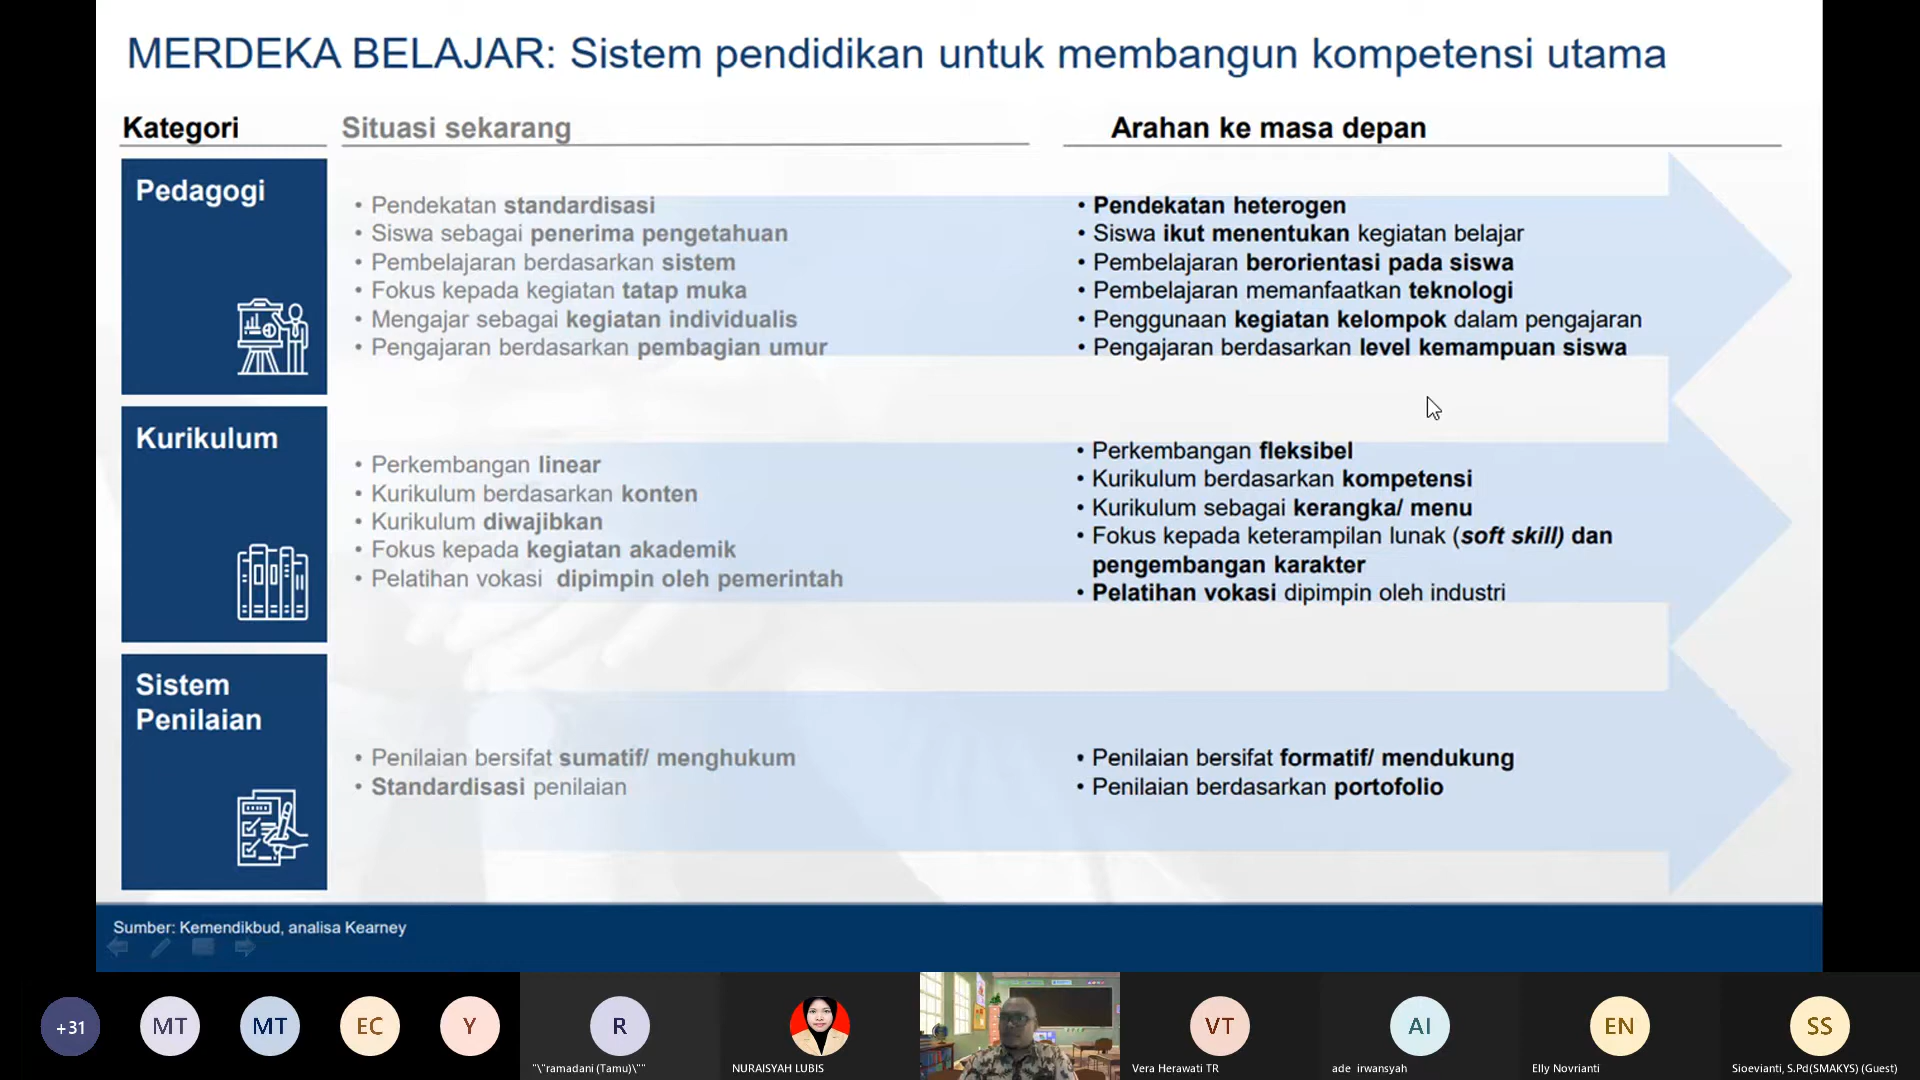 MERDEKA BELAJAR: Sistem pendidikan untuk membangun kompetensi utama
Kategori
Situasi sekarang
Arahan ke masa depan
Pedagogi
• Pendekatan standardisasi
• Siswa sebagai penerima pengetahuan
• Pembelajaran berdasarkan sistem
• Fokus kepada kegiatan tatap muka
• Mengajar sebagai kegiatan individualis
• Pengajaran berdasarkan pembagian umur
• Pendekatan heterogen
• Siswa ikut menentukan kegiatan belajar
• Pembelajaran berorientasi pada siswa
• Pembelajaran memanfaatkan teknologi
• Penggunaan kegiatan kelompok dalam pengajaran
• Pengajaran berdasarkan level kemampuan siswa
Kurikulum
• Perkembangan linear
• Kurikulum berdasarkan konten
• Kurikulum diwajibkan
• Fokus kepada kegiatan akademik
• Pelatihan vokasi dipimpin oleh pemerintah
• Perkembangan fleksibel
• Kurikulum berdasarkan kompetensi
• Kurikulum sebagai kerangka/ menu
• Fokus kepada keterampilan lunak (soft skill) dan
pengembangan karakter
• Pelatihan vokasi dipimpin oleh industri
Sistem
Penilaian
• Penilaian bersifat sumatif/ menghukum
• Standardisasi penilaian
• Penilaian bersifat formatif/ mendukung
• Penilaian berdasarkan portofolio
Sumber: Kemendikbud, analisa Kearney
+31
MT
MT
EC
Y
R
VT
AI
EN
SS
"\"ramadani (Tamu)\""
NURAISYAH LUBIS
Vera Herawati TR
ade irwansyah
Elly Novrianti
Sioevianti, S.Pd(SMAKYS) (Guest)